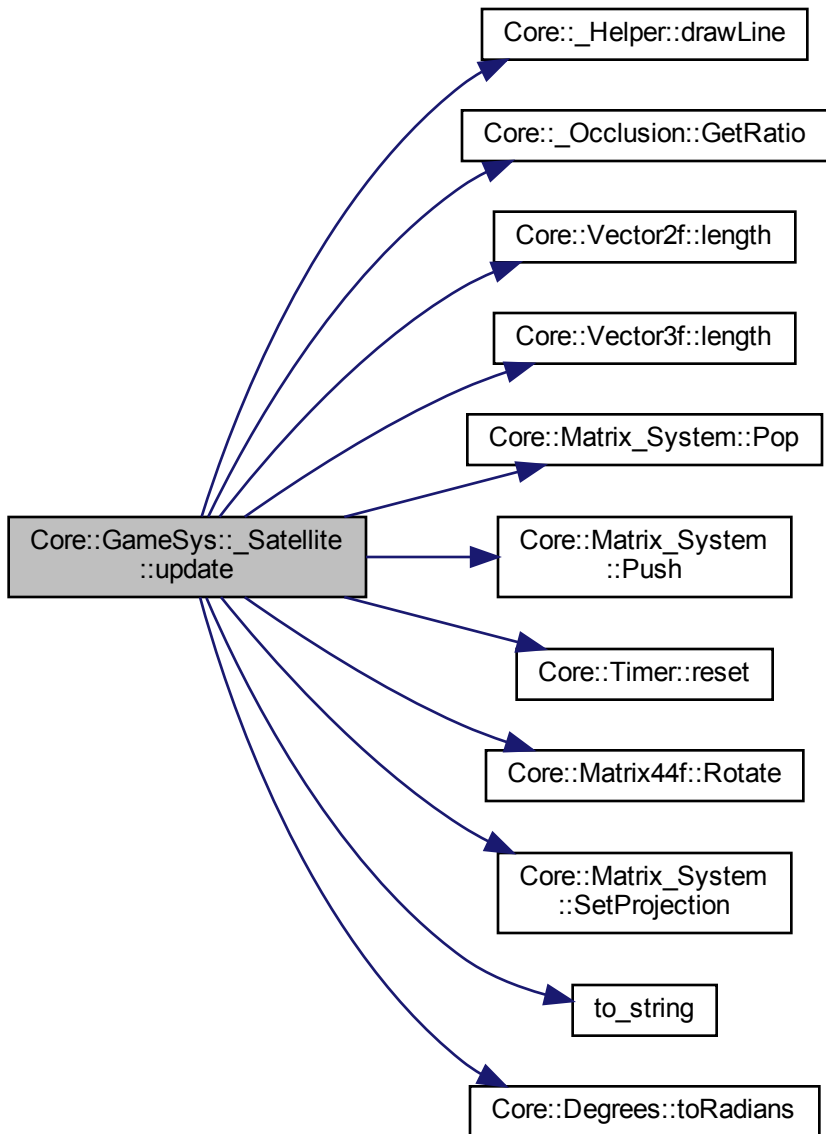 Core::_Helper::drawLine
Core::_Occlusion::GetRatio
Core::Vector2f::length
Core::Vector3f::length
Core::Matrix_System::Pop
Core::GameSys::_Satellite
::update
Core::Matrix_System
::Push
Core::Timer::reset
Core::Matrix44f::Rotate
Core::Matrix_System
::SetProjection
to_string
Core::Degrees::toRadians